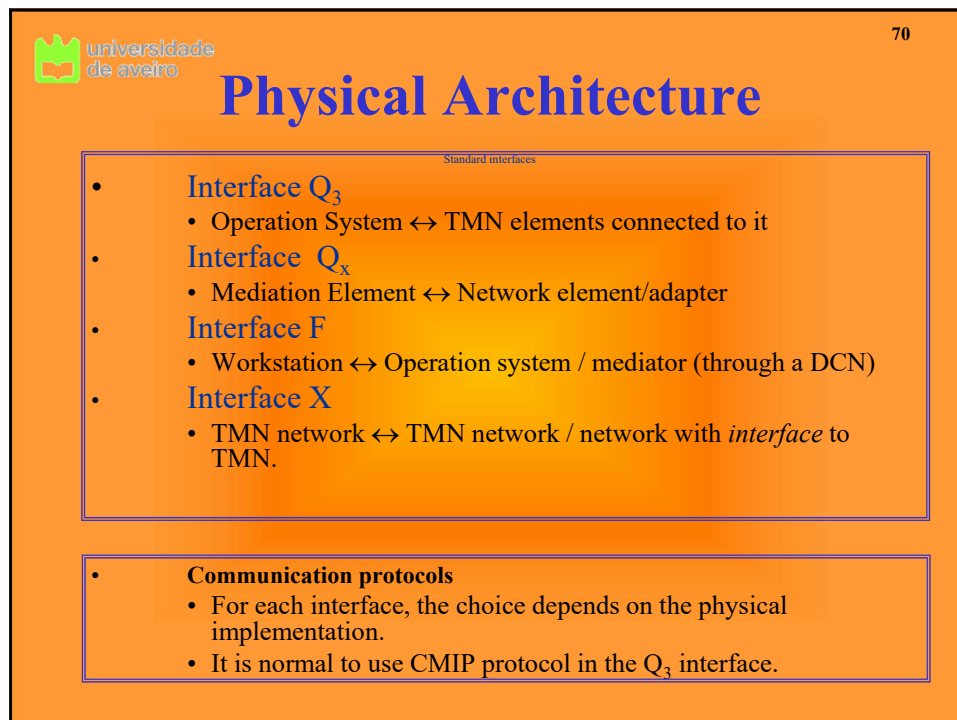 70
universidade
de aveiro
Physical Architecture
Standard interfaces
• Interface Q3
• Operation System ↔ TMN elements connected to it
• Interface Qx
• Mediation Element ↔ Network element/adapter
• Interface F
• Workstation ↔ Operation system / mediator (through a DCN)
• Interface X
• TMN network ↔ TMN network / network with interface to
TMN.
• Communication protocols
• For each interface, the choice depends on the physical
implementation.
• It is normal to use CMIP protocol in the Q3 interface.